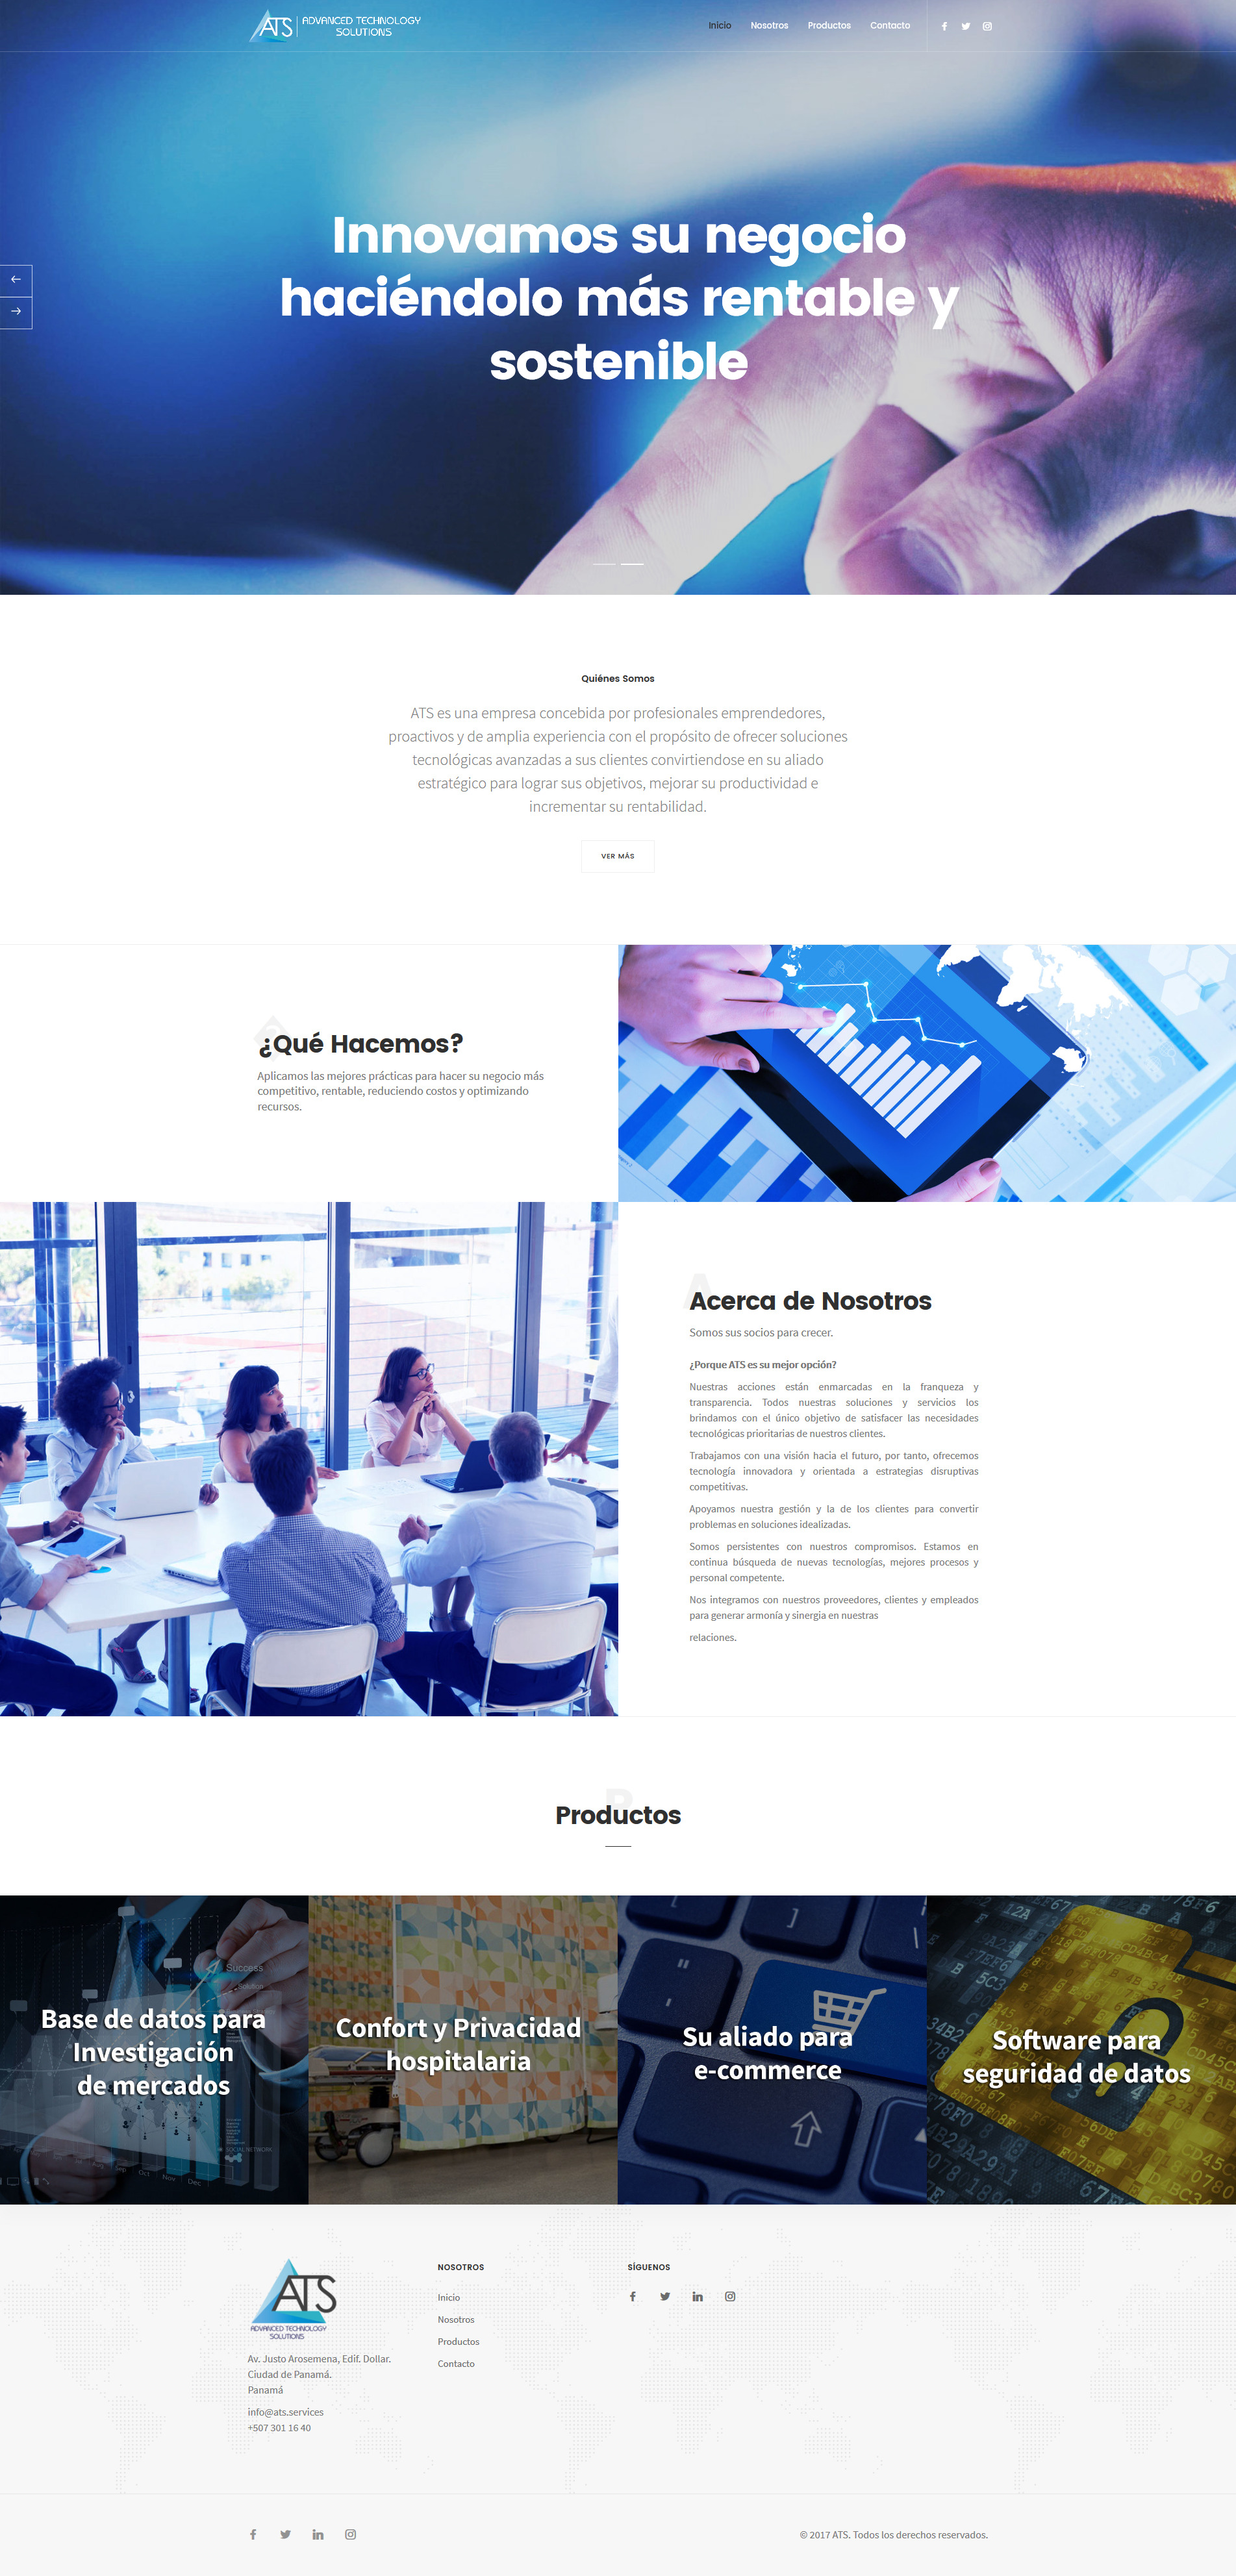 ATS ADVANCED TECHNOLOGY
SOLUTIONS
Inicio Nosotros Productos Contacto
Innovamos su negocio
haciéndolo más rentable y
sostenible
Quiénes Somos
ATS es una empresa concebida por profesionales emprendedores,
proactivos y de amplia experiencia con el propósito de ofrecer soluciones
tecnológicas avanzadas a sus clientes convirtiendose en su aliado
estratégico para lograr sus objetivos, mejorar su productividad e
incrementar su rentabilidad.
VER MÁS
¿Qué Hacemos?
Aplicamos las mejores prácticas para hacer su negocio más
competitivo, rentable, reduciendo costos y optimizando
recursos.
A
Acerca de Nosotros
Somos sus socios para crecer.
¿Porque ATS es su mejor opción?
Nuestras acciones están enmarcadas en la franqueza y
transparencia. Todos nuestras soluciones y servicios los
brindamos con el único objetivo de satisfacer las necesidades
tecnológicas prioritarias de nuestros clientes.
Trabajamos con una visión hacia el futuro, por tanto, ofrecemos
tecnología innovadora y orientada a estrategias disruptivas
competitivas.
Apoyamos nuestra gestión y la de los clientes para convertir
problemas en soluciones idealizadas.
Somos persistentes con nuestros compromisos. Estamos en
continua búsqueda de nuevas tecnologías, mejores procesos y
personal competente.
Nos integramos con nuestros proveedores, clientes y empleados
para generar armonía y sinergia en nuestras
relaciones.
P
Productos
Success
Solution
Base de datos para
Investigación
de mercados
SOCIAL NETWORK
Sep Oct Nov Dec
Confort y Privacidad
hospitalaria
Su aliado para
e-commerce
Software para
seguridad de datos
ATS
ADVANCED TECHNOLOGY
SOLUTIONS
Av. Justo Arosemena, Edif. Dollar.
Ciudad de Panamá.
Panamá
info@ats.services
+507 301 16 40
NOSOTROS
Inicio
Nosotros
Productos
Contacto
SÍGUENOS
© 2017 ATS. Todos los derechos reservados.